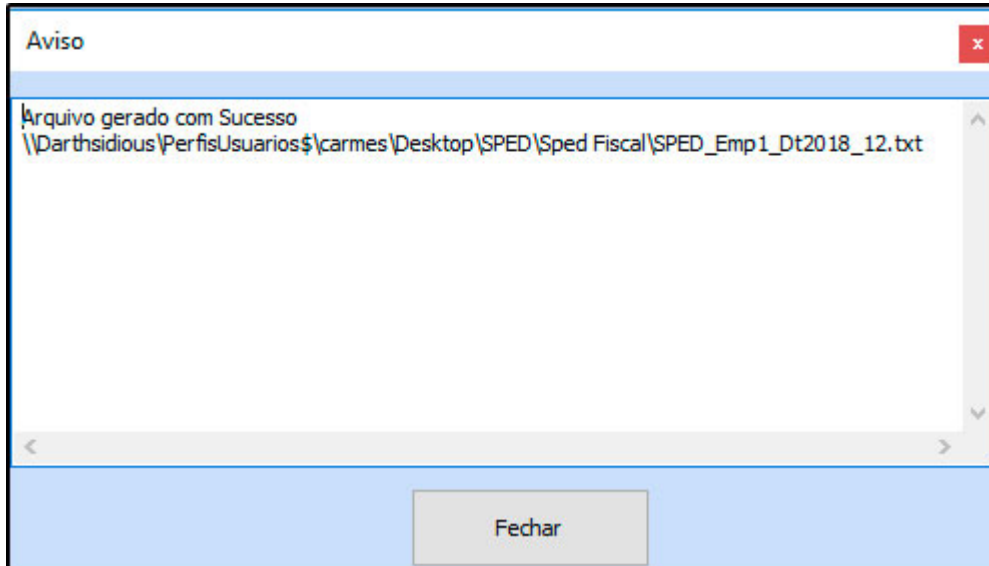 Aviso
x
Arquivo gerado com Sucesso
\\Darthsidious\PerfisUsuarios$\carmes\Desktop\SPED\Sped Fiscal\SPED_Emp1_Dt2018_12.txt
Fechar